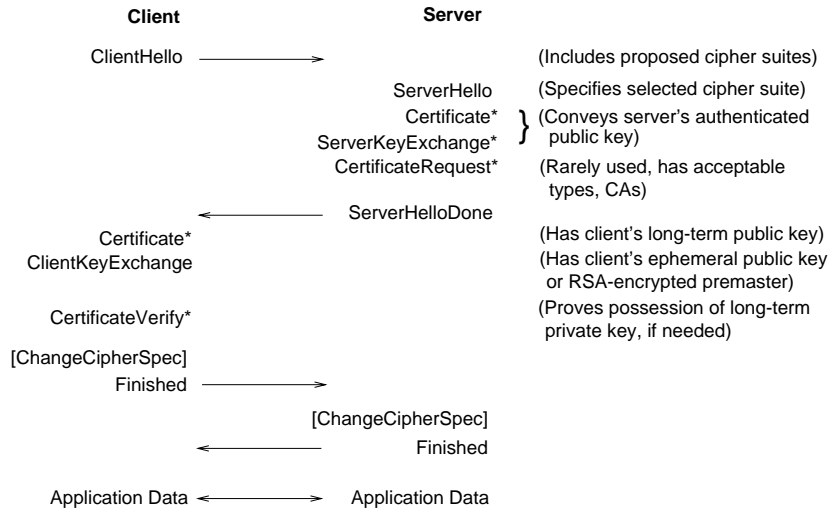 Client Server
ClientHello (Includes proposed cipher suites)
ServerHello (Specifies selected cipher suite)
Certificate* } (Conveys server's authenticated
ServerKeyExchange* public key)
CertificateRequest* (Rarely used, has acceptable
types, CAs)
ServerHelloDone
Certificate* (Has client's long-term public key)
ClientKeyExchange (Has client's ephemeral public key
or RSA-encrypted premaster)
CertificateVerify* (Proves possession of long-term
private key, if needed)
[ChangeCipherSpec]
Finished
[ChangeCipherSpec]
Finished
Application Data Application Data